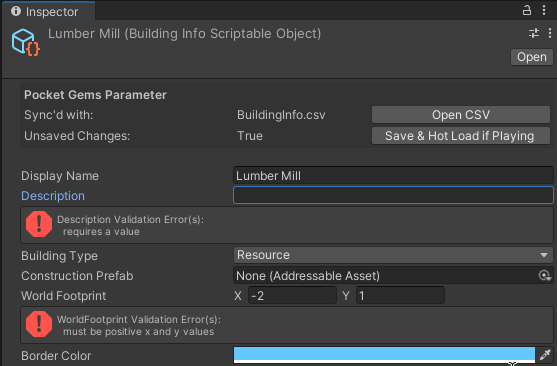 Inspector
Lumber Mill (Building Info Scriptable Object)
Open
Pocket Gems Parameter
Sync'd with: BuildingInfo.csv Open CSV
Unsaved Changes: True Save & Hot Load if Playing
Display Name Lumber Mill
Description
Description Validation Error(s):
requires a value
Building Type Resource
Construction Prefab None (Addressable Asset)
World Footprint X -2 Y 1
WorldFootprint Validation Error(s):
must be positive x and y values
Border Color